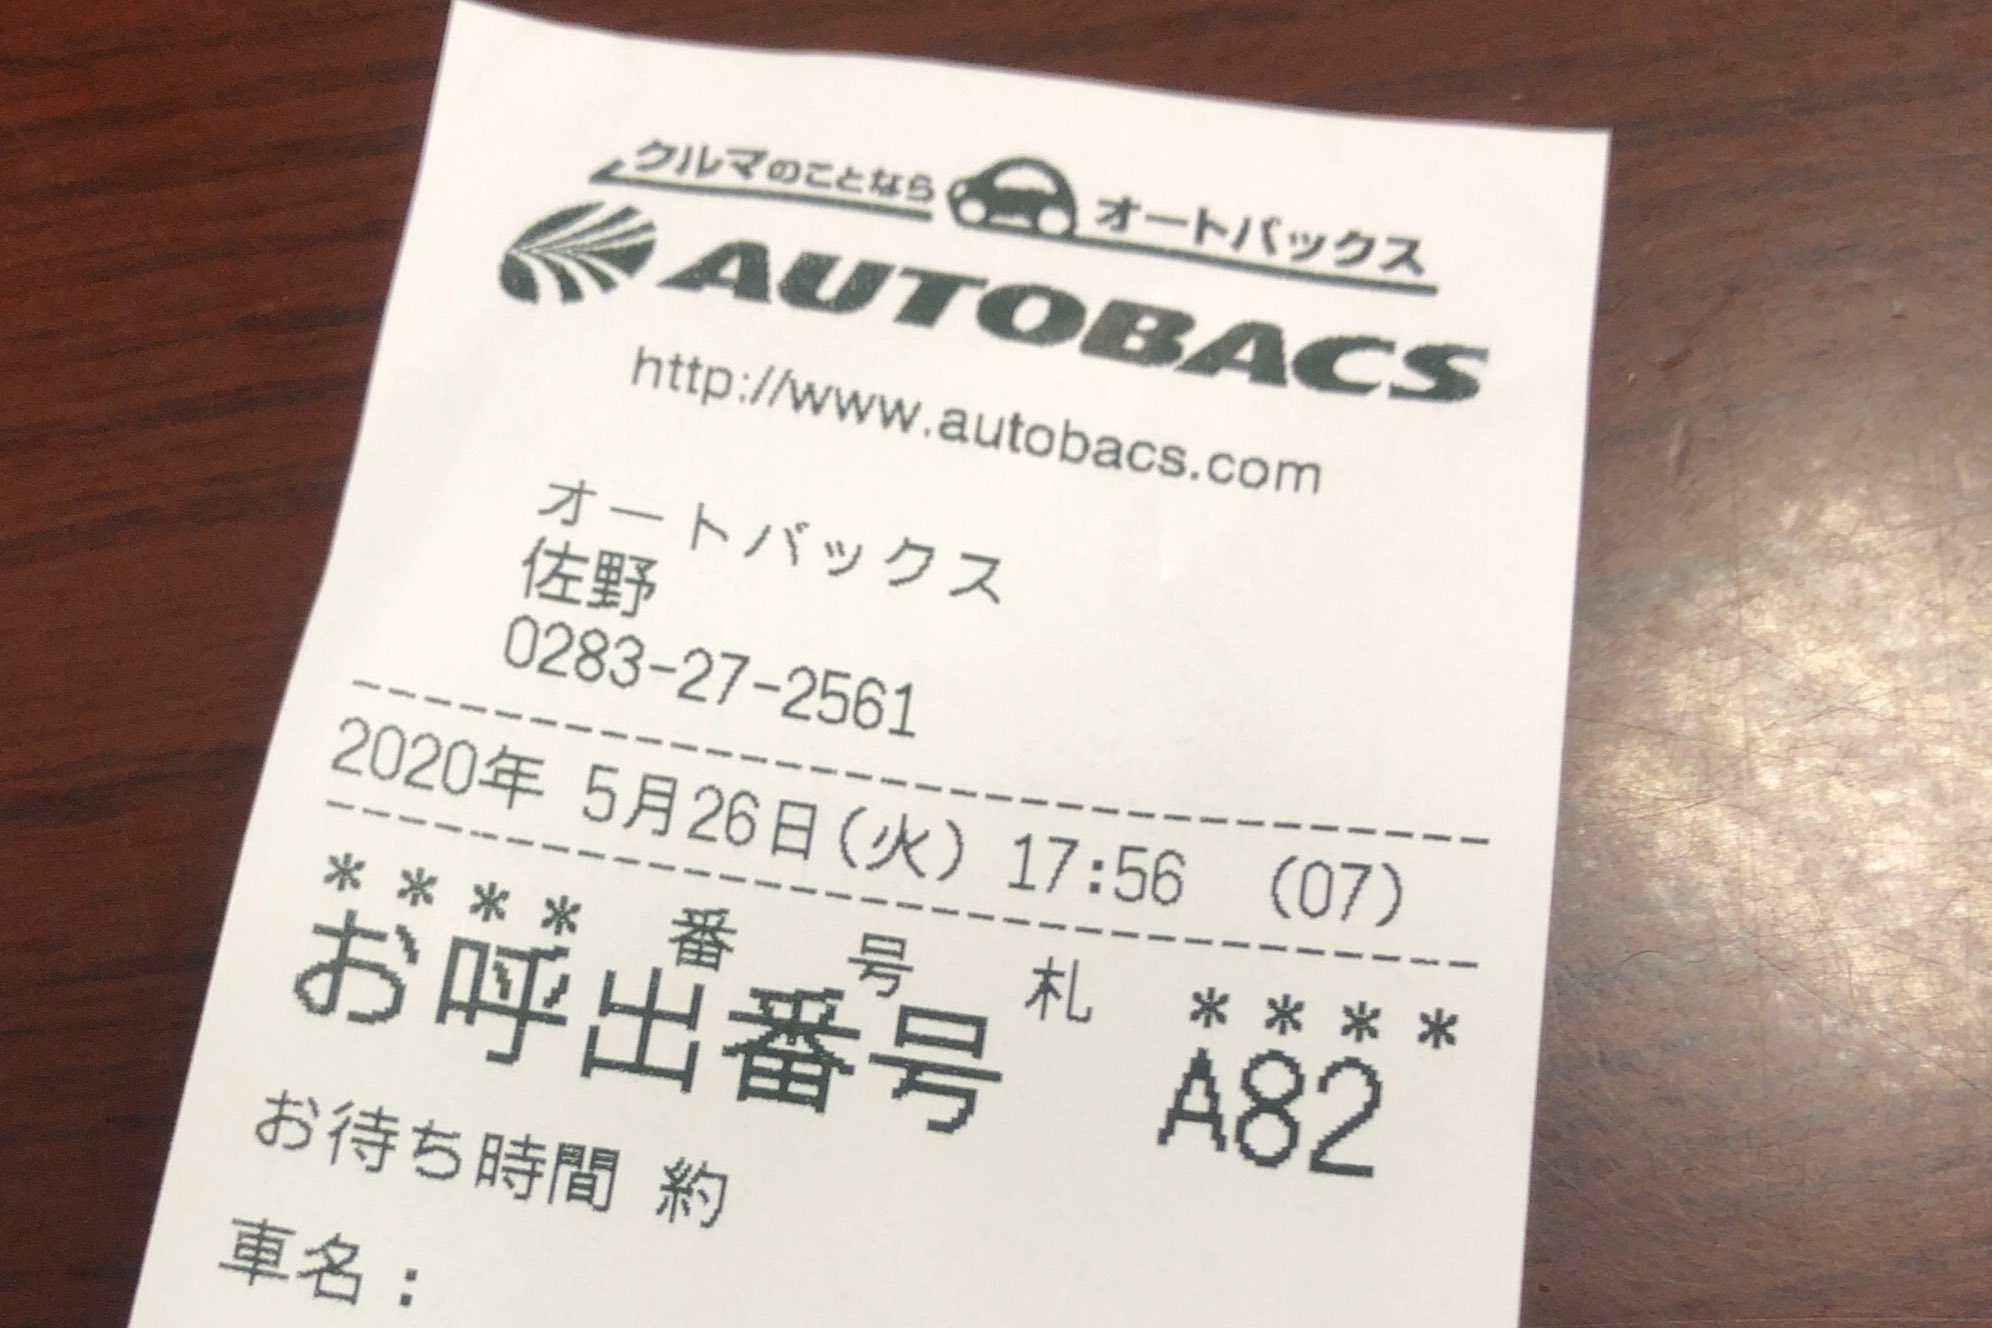 クルマのことなら オートバックス
AUTOBACS
http://www.autobacs.com
オートバックス
佐野
0283-27-2561
2020年 5月26日(火) 17:56 (07)
**** 番 号 札 ****
お呼出番号 A82
お待ち時間 約
車名: